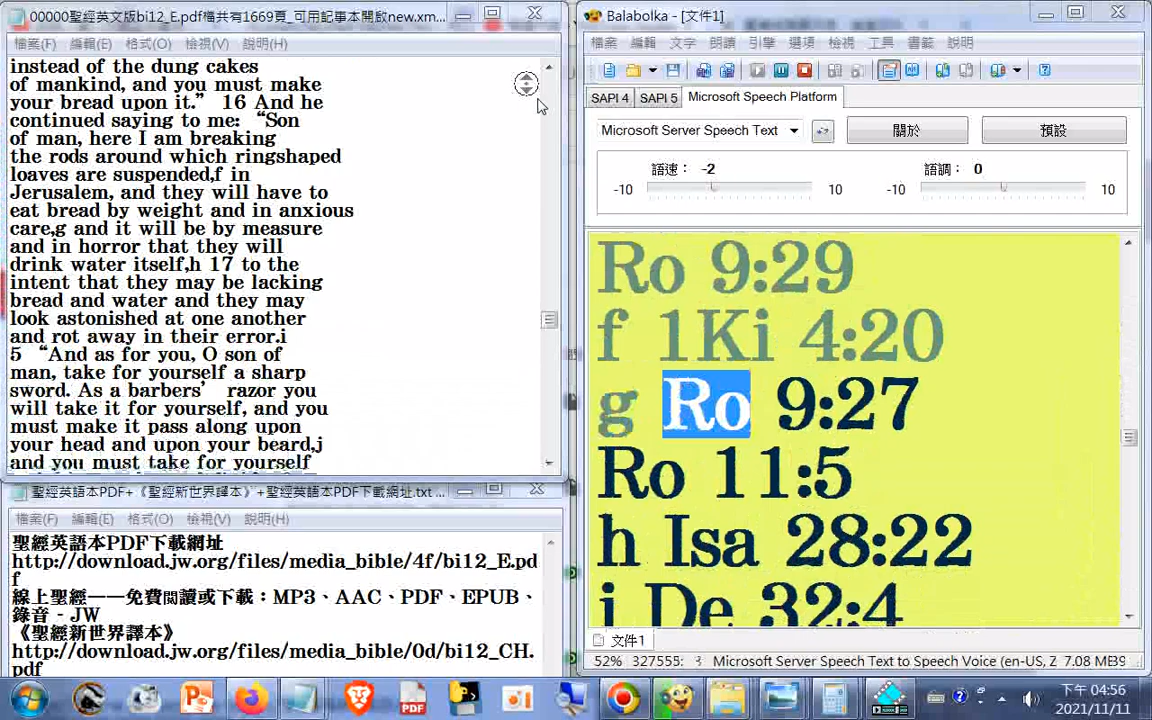 00000聖經英文版bi12_E.pdf檔共有1669頁_可用記事本開啟new.xm...
檔案(F) 編輯(E) 格式(O) 檢視(V) 說明(H)
instead of the dung cakes
of mankind, and you must make
your bread upon it.” 16 And he
continued saying to me: “Son
of man, here I am breaking
the rods around which ringshaped
loaves are suspended,f in
Jerusalem, and they will have to
eat bread by weight and in anxious
care,g and it will be by measure
and in horror that they will
drink water itself,h 17 to the
intent that they may be lacking
bread and water and they may
look astonished at one another
and rot away in their error.i
5 “And as for you, O son of
man, take for yourself a sharp
sword. As a barbers’ razor you
will take it for yourself, and you
must make it pass along upon
your head and upon your beard,j
and you must take for yourself
聖經英語本PDF+《聖經新世界譯本》+聖經英語本PDF下載網址.txt ...
檔案(F) 編輯(E) 格式(O) 檢視(V) 說明(H)
聖經英語本PDF下載網址
http://download.jw.org/files/media_bible/4f/bi12_E.pd
f
線上聖經——免費閱讀或下載：MP3、AAC、PDF、EPUB、
錄音 - JW
《聖經新世界譯本》
http://download.jw.org/files/media_bible/0d/bi12_CH.
pdf
Balabolka - [文件1]
檔案 編輯 文字 朗讀 引擎 選項 檢視 工具 書籤 說明
SAPI 4 SAPI 5 Microsoft Speech Platform
Microsoft Server Speech Text 關於 預設
語速： -2 語調： 0
-10 10 -10 10
Ro 9:29
f 1Ki 4:20
g Ro 9:27
Ro 11:5
h Isa 28:22
i De 32:4
文件1
52% 327555: Microsoft Server Speech Text to Speech Voice (en-US, Z 7.08 MB
下午 04:56
2021/11/11